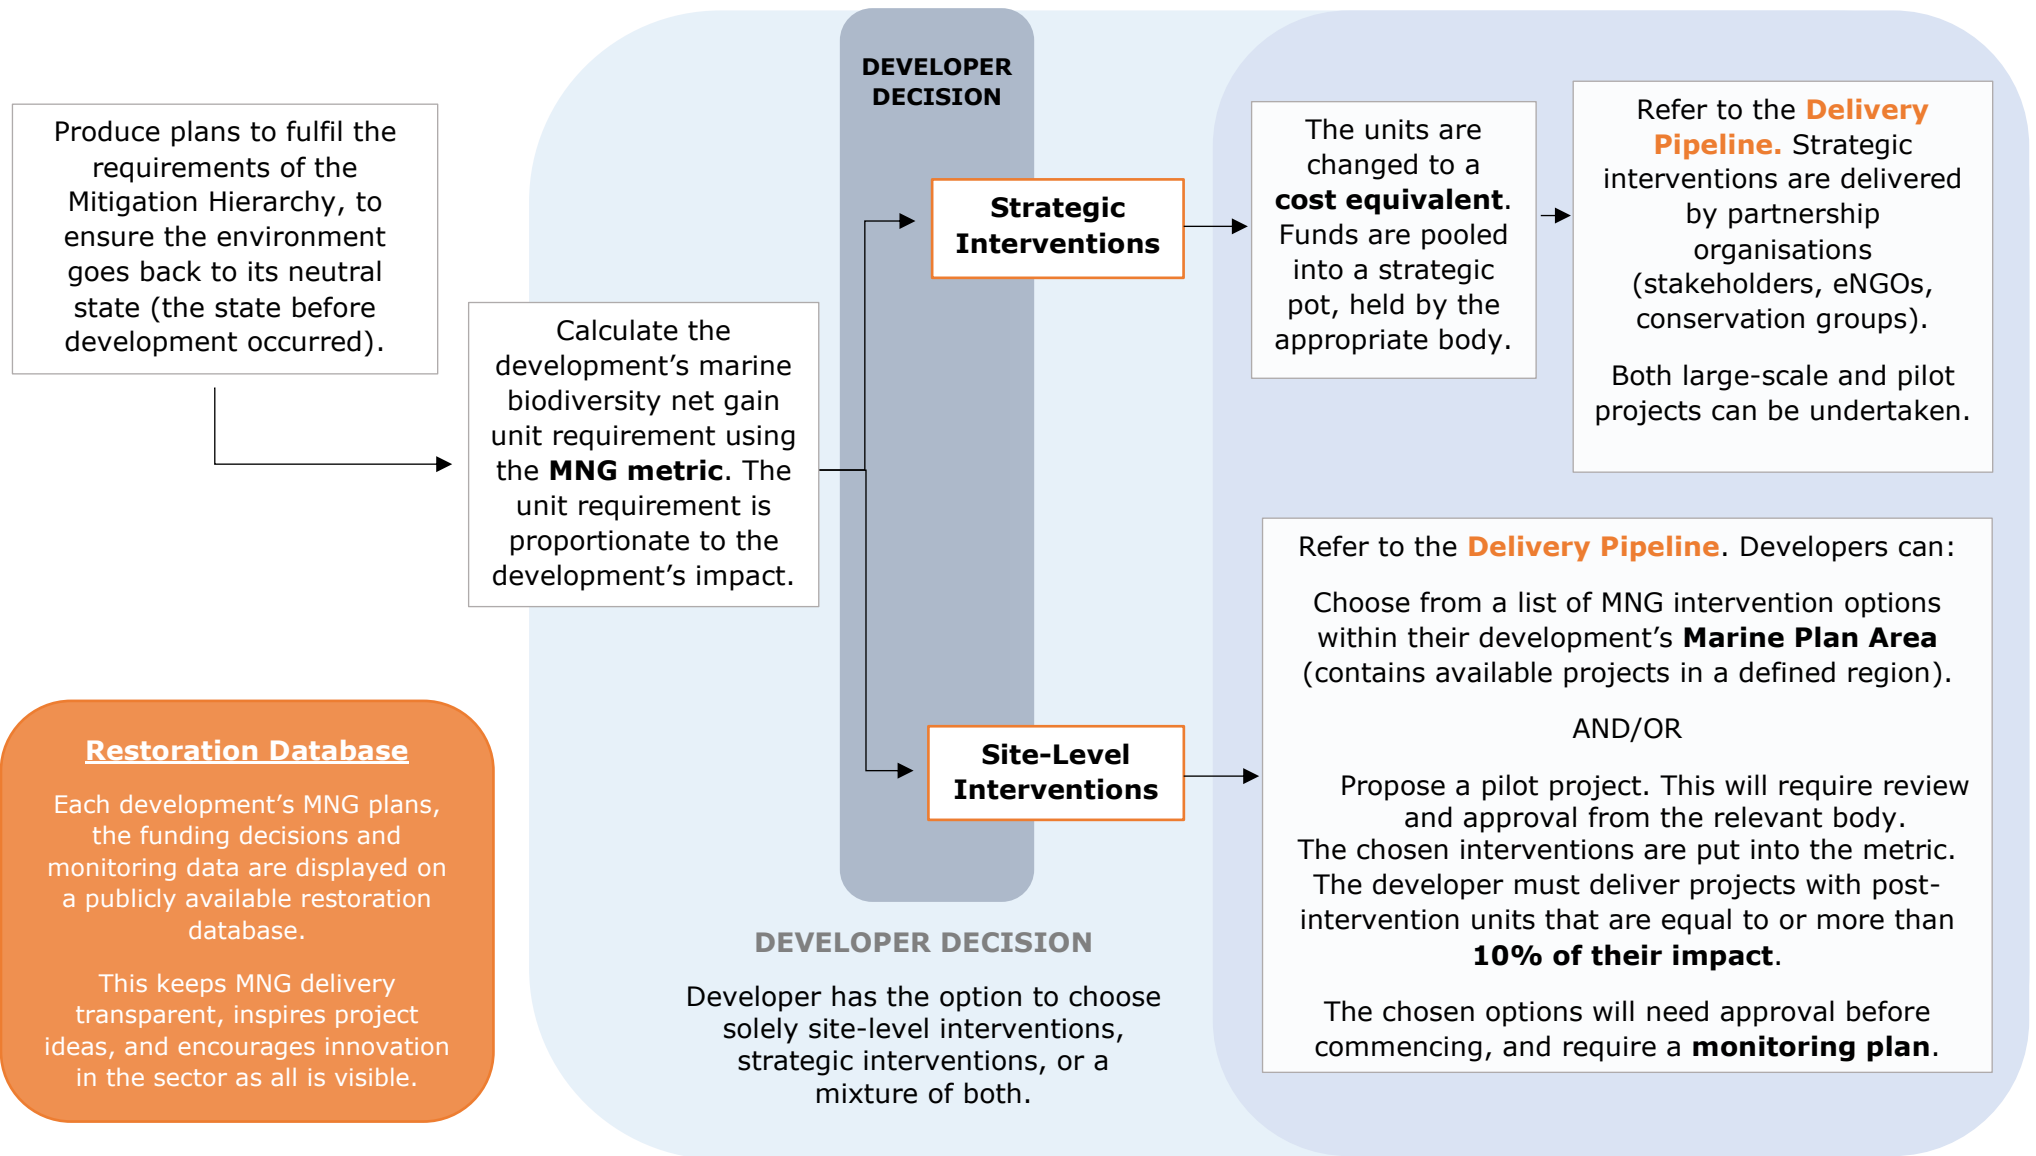 Produce plans to fulfil the
requirements of the
Mitigation Hierarchy, to
ensure the environment
goes back to its neutral
state (the state before
development occurred).
Calculate the
development’s marine
biodiversity net gain
unit requirement using
the MNG metric. The
unit requirement is
proportionate to the
development’s impact.
DEVELOPER
DECISION
Strategic
Interventions
The units are
changed to a
cost equivalent.
Funds are pooled
into a strategic
pot, held by the
appropriate body.
Refer to the Delivery
Pipeline. Strategic
interventions are delivered
by partnership
organisations
(stakeholders, eNGOs,
conservation groups).
Both large-scale and pilot
projects can be undertaken.
Site-Level
Interventions
Refer to the Delivery Pipeline. Developers can:
Choose from a list of MNG intervention options
within their development’s Marine Plan Area
(contains available projects in a defined region).
AND/OR
Propose a pilot project. This will require review
and approval from the relevant body.
The chosen interventions are put into the metric.
The developer must deliver projects with post-
intervention units that are equal to or more than
10% of their impact.
The chosen options will need approval before
commencing, and require a monitoring plan.
DEVELOPER DECISION
Developer has the option to choose
solely site-level interventions,
strategic interventions, or a
mixture of both.
Restoration Database
Each development’s MNG plans,
the funding decisions and
monitoring data are displayed on
a publicly available restoration
database.
This keeps MNG delivery
transparent, inspires project
ideas, and encourages innovation
in the sector as all is visible.